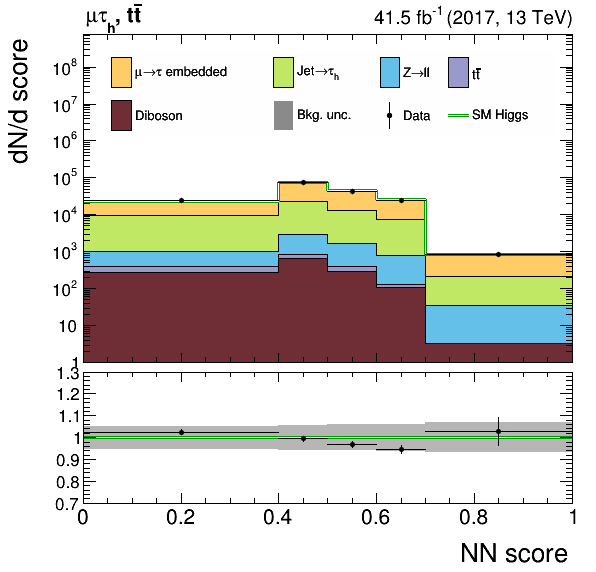 μτh, tt̄ 41.5 fb⁻¹ (2017, 13 TeV)
dN/d score
μ→τ embedded Jet→τh Z→ll tt̄
Diboson Bkg. unc. Data SM Higgs
10⁸
10⁷
10⁶
10⁵
10⁴
10³
10²
10
1
1.3
1.2
1.1
1
0.9
0.8
0.7
0 0.2 0.4 0.6 0.8 1
NN score